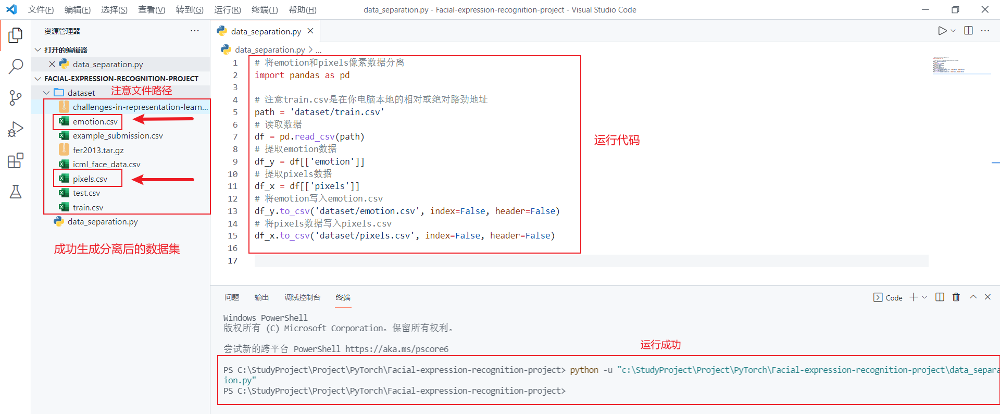 文件(F) 编辑(E) 选择(S) 查看(V) 转到(G) 运行(R) 终端(T) 帮助(H) data_separation.py - Facial-expression-recognition-project - Visual Studio Code
资源管理器
打开的编辑器
data_separation.py
FACIAL-EXPRESSION-RECOGNITION-PROJECT
dataset
注意文件路径
challenges-in-representation-learn...
emotion.csv
example_submission.csv
fer2013.tar.gz
icml_face_data.csv
pixels.csv
test.csv
train.csv
data_separation.py
成功生成分离后的数据集
data_separation.py
data_separation.py > ...
1 # 将emotion和pixels像素数据分离
2 import pandas as pd
3
4 # 注意train.csv是在你电脑本地的相对或绝对路劲地址
5 path = 'dataset/train.csv'
6 # 读取数据
7 df = pd.read_csv(path)
8 # 提取emotion数据
9 df_y = df[['emotion']]
10 # 提取pixels数据
11 df_x = df[['pixels']]
12 # 将emotion写入emotion.csv
13 df_y.to_csv('dataset/emotion.csv', index=False, header=False)
14 # 将pixels数据写入pixels.csv
15 df_x.to_csv('dataset/pixels.csv', index=False, header=False)
16
17
运行代码
问题 输出 调试控制台 终端
Code
Windows PowerShell
版权所有 (C) Microsoft Corporation。保留所有权利。
尝试新的跨平台 PowerShell https://aka.ms/pscore6
运行成功
PS C:\StudyProject\Project\PyTorch\Facial-expression-recognition-project> python -u "c:\StudyProject\Project\PyTorch\Facial-expression-recognition-project\data_separa
ion.py"
PS C:\StudyProject\Project\PyTorch\Facial-expression-recognition-project>